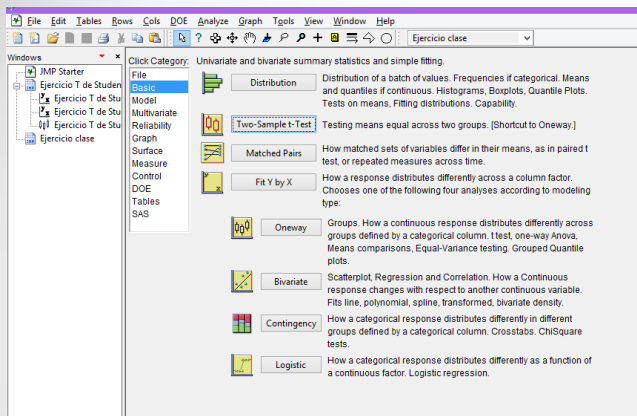 File Edit Tables Rows Cols DOE Analyze Graph Tools View Window Help
Ejercicio clase
Windows
JMP Starter
Ejercicio T de Studen
Ejercicio T de Stu
Ejercicio T de Stu
Ejercicio T de Stu
Ejercicio clase
Click Category:
File
Basic
Model
Multivariate
Reliability
Graph
Surface
Measure
Control
DOE
Tables
SAS
Univariate and bivariate summary statistics and simple fitting.
Distribution
Distribution of a batch of values. Frequencies if categorical. Means
and quantiles if continuous. Histograms, Boxplots, Quantile Plots.
Tests on means, Fitting distributions. Capability.
Two-Sample t-Test
Testing means equal across two groups. [Shortcut to Oneway.]
Matched Pairs
How matched sets of variables differ in their means, as in paired t
test, or repeated measures across time.
Fit Y by X
How a response distributes differently across a column factor.
Chooses one of the following four analyses according to modeling
type:
Oneway
Groups. How a continuous response distributes differently across
groups defined by a categorical column. t test, one-way Anova,
Means comparisons, Equal-Variance testing. Grouped Quantile
plots.
Bivariate
Scatterplot, Regression and Correlation. How a Continuous
response changes with respect to another continuous variable.
Fits line, polynomial, spline, transformed, bivariate density.
Contingency
How a categorical response distributes differently in different
groups defined by a categorical column. Crosstabs. ChiSquare
tests.
Logistic
How a categorical response distributes differently as a function of
a continuous factor. Logistic regression.